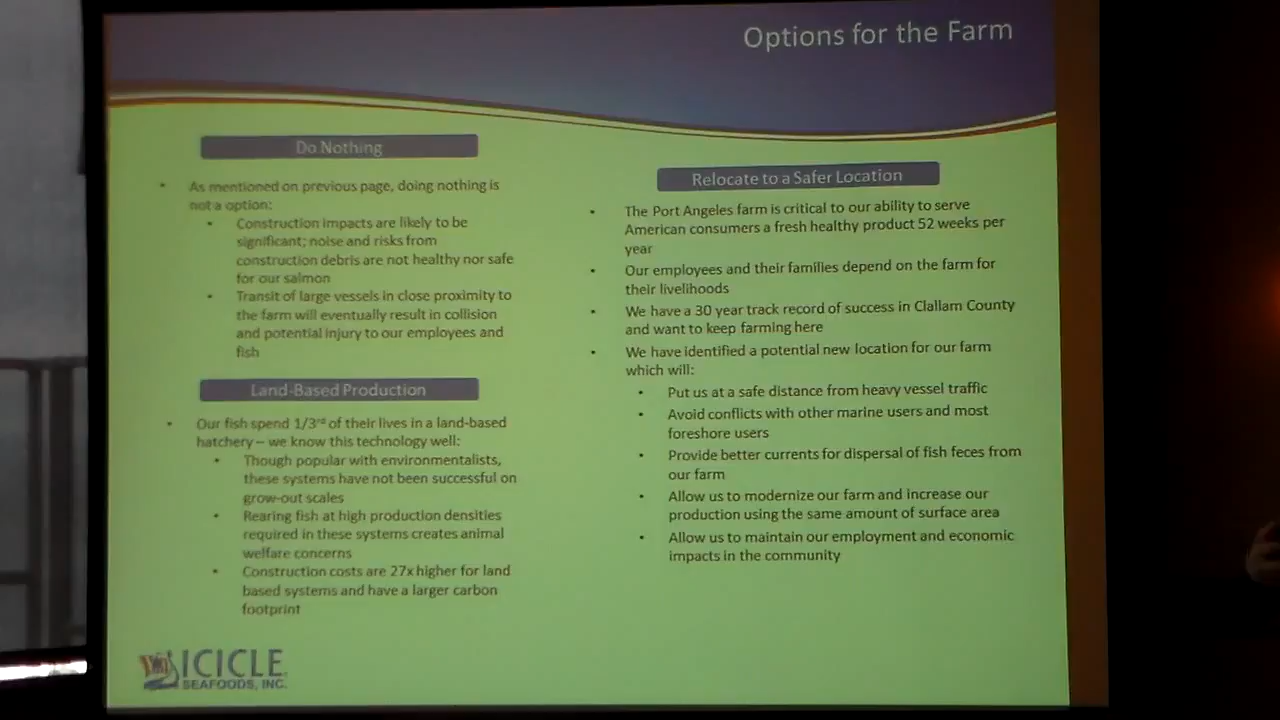 Options for the Farm
Do Nothing
• As mentioned on previous page, doing nothing is
not a option:
• Construction impacts are likely to be
significant; noise and risks from
construction debris are not healthy nor safe
for our salmon
• Transit of large vessels in close proximity to
the farm will eventually result in collision
and potential injury to our employees and
fish
Land-Based Production
• Our fish spend 1/3rd of their lives in a land-based
hatchery – we know this technology well:
• Though popular with environmentalists,
these systems have not been successful on
grow-out scales
• Rearing fish at high production densities
required in these systems creates animal
welfare concerns
• Construction costs are 27x higher for land
based systems and have a larger carbon
footprint
Relocate to a Safer Location
• The Port Angeles farm is critical to our ability to serve
American consumers a fresh healthy product 52 weeks per
year
• Our employees and their families depend on the farm for
their livelihoods
• We have a 30 year track record of success in Clallam County
and want to keep farming here
• We have identified a potential new location for our farm
which will:
• Put us at a safe distance from heavy vessel traffic
• Avoid conflicts with other marine users and most
foreshore users
• Provide better currents for dispersal of fish feces from
our farm
• Allow us to modernize our farm and increase our
production using the same amount of surface area
• Allow us to maintain our employment and economic
impacts in the community
ICICLE
SEAFOODS, INC.